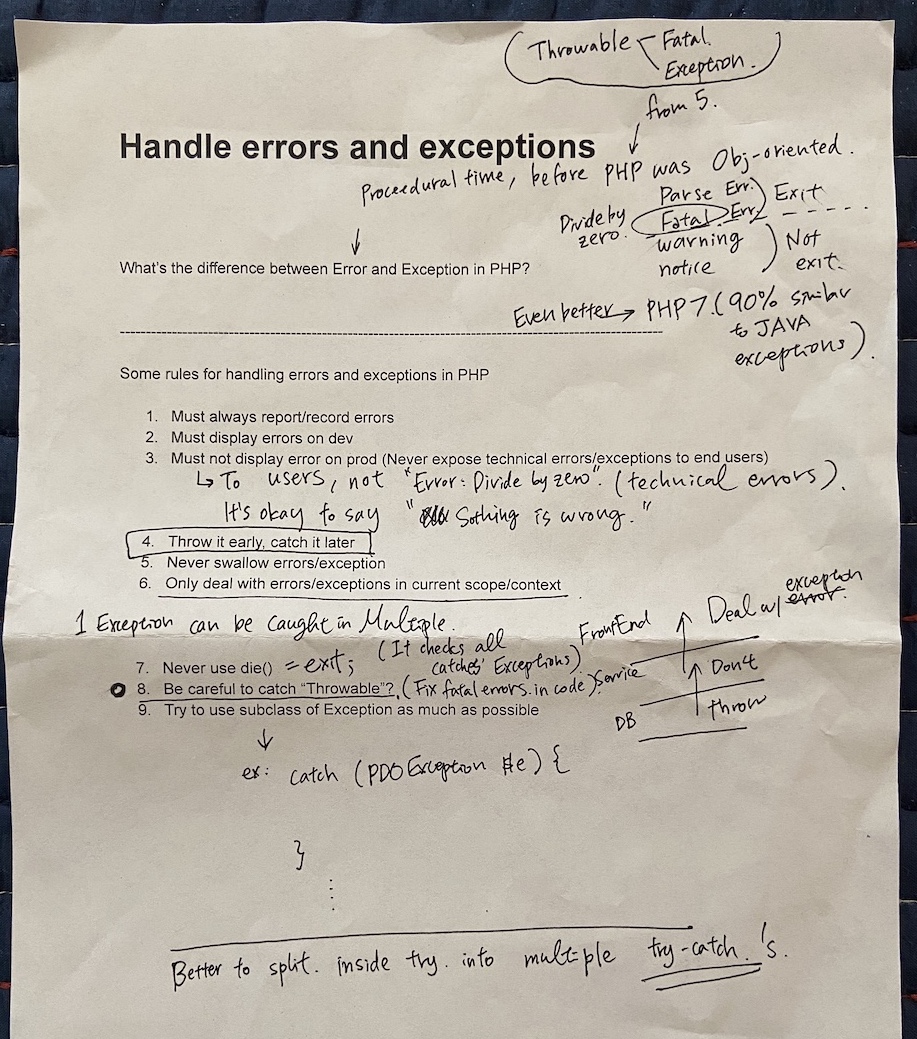 Throwable
Fatal.
Exception.
from 5.
Handle errors and exceptions
Proceedural time, before PHP was Obj-oriented.
Divide by zero.
Parse Err.
Fatal Err
Exit
warning
notice
Not exit.
What's the difference between Error and Exception in PHP?
Even better → PHP 7. (90% similar
to JAVA
exceptions).
Some rules for handling errors and exceptions in PHP
1. Must always report/record errors
2. Must display errors on dev
3. Must not display error on prod (Never expose technical errors/exceptions to end users)
↳ To users, not "Error: Divide by zero". (technical errors).
It's okay to say " Sothing is wrong."
4. Throw it early, catch it later
5. Never swallow errors/exception
6. Only deal with errors/exceptions in current scope/context
1 Exception can be caught in Multiple.
(It checks all
catches' Exceptions)
7. Never use die() = exit;
8. Be careful to catch "Throwable"?, (Fix fatal errors. in code)
9. Try to use subclass of Exception as much as possible
FrontEnd
Deal w/ error.
exception
Service
Don't
DB
throw
ex: catch (PDO Exception $e) {
}
Better to split. inside try. into multiple try-catch.'s.